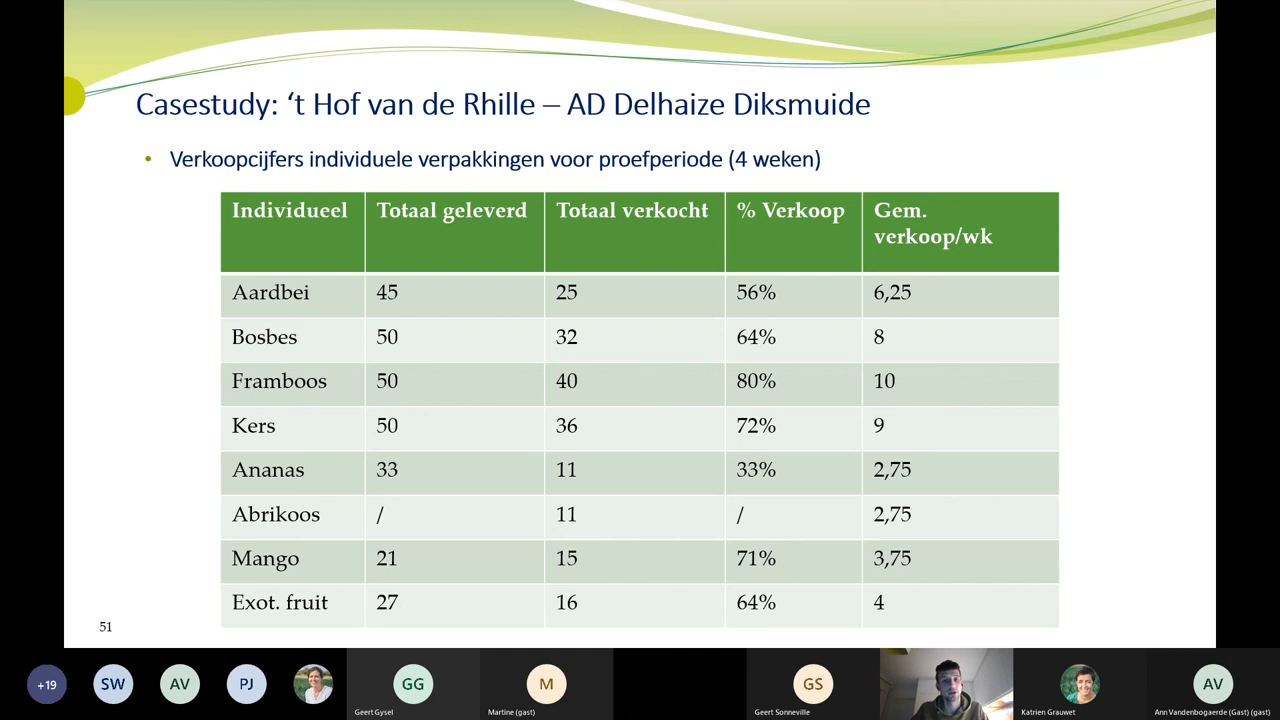 Casestudy: ‘t Hof van de Rhille – AD Delhaize Diksmuide
• Verkoopcijfers individuele verpakkingen voor proefperiode (4 weken)
Individueel Totaal geleverd Totaal verkocht % Verkoop Gem. verkoop/wk
Aardbei 45 25 56% 6,25
Bosbes 50 32 64% 8
Framboos 50 40 80% 10
Kers 50 36 72% 9
Ananas 33 11 33% 2,75
Abrikoos / 11 / 2,75
Mango 21 15 71% 3,75
Exot. fruit 27 16 64% 4
51
+19 SW AV PJ GG M GS AV
Geert Gysel Martine (gast) Geert Sonneville Katrien Grauwet Ann Vandenbogaerde (Gast) (gast)